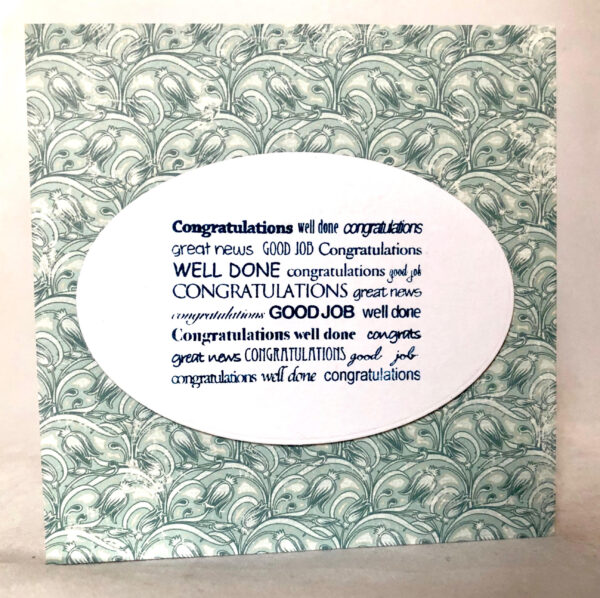 Congratulations well done congratulations
great news GOOD JOB Congratulations
WELL DONE congratulations good job
CONGRATULATIONS great news
congratulations GOOD JOB well done
Congratulations well done congrats
great news CONGRATULATIONS good job
congratulations well done congratulations